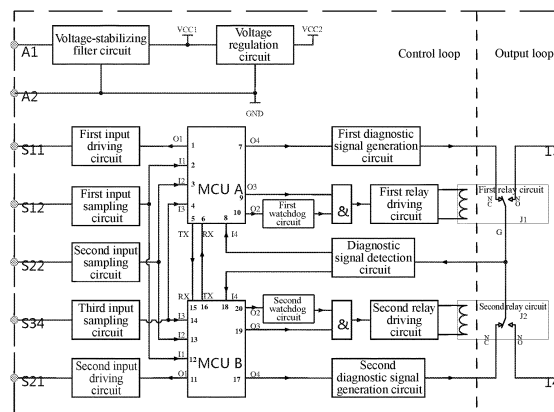 A1
Voltage-stabilizing
filter circuit
VCC1
Voltage
regulation
circuit
VCC2
Control loop
Output loop
A2
GND
S11
First input
driving
circuit
O1
1
7
O4
First diagnostic
signal generation
circuit
I1
2
I2
3
I3
4
MCU A
S12
First input
sampling
circuit
9
O3
8
10
O2
First
watchdog
circuit
&
First relay
driving
circuit
First relay circuit
NC
NO
J1
G
5
6
TX
RX
I4
S22
Second input
sampling
circuit
Diagnostic
signal detection
circuit
RX
TX
I4
15
16
18
20
S34
Third input
sampling
circuit
I3
14
I2
13
O2
19
O3
Second
watchdog
circuit
&
Second relay
driving
circuit
Second relay circuit
J2
NC
NO
I1
12
MCU B
S21
Second input
driving
circuit
O1
11
17
O4
Second
diagnostic signal
generation circuit
14